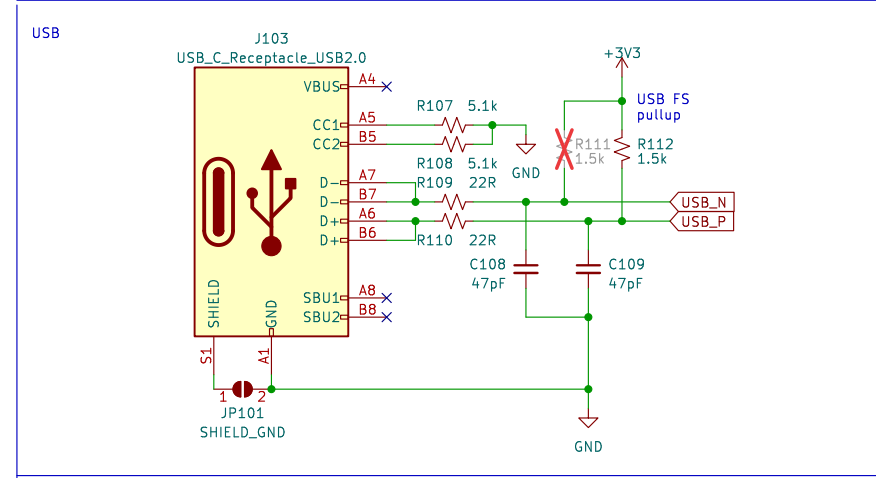 USB
J103
USB_C_Receptacle_USB2.0
+3V3
VBUS A4
USB FS
pullup
R107 5.1k
CC1 A5
CC2 B5
R108 5.1k
GND
R111
1.5k
R112
1.5k
D- A7
R109 22R
D- B7
USB_N
D+ A6
USB_P
D+ B6
R110 22R
C108
47pF
C109
47pF
SBU1 A8
SBU2 B8
SHIELD
GND
S1
A1
1 2
JP101
SHIELD_GND
GND